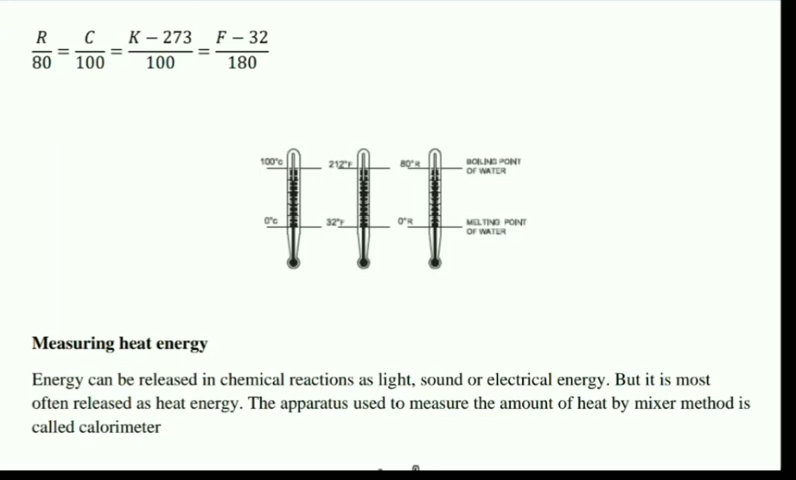 R/80 = C/100 = K − 273/100 = F − 32/180
100°C 212°F 80°R BOILING POINT
OF WATER
0°C 32°F 0°R MELTING POINT
OF WATER
Measuring heat energy
Energy can be released in chemical reactions as light, sound or electrical energy. But it is most
often released as heat energy. The apparatus used to measure the amount of heat by mixer method is
called calorimeter